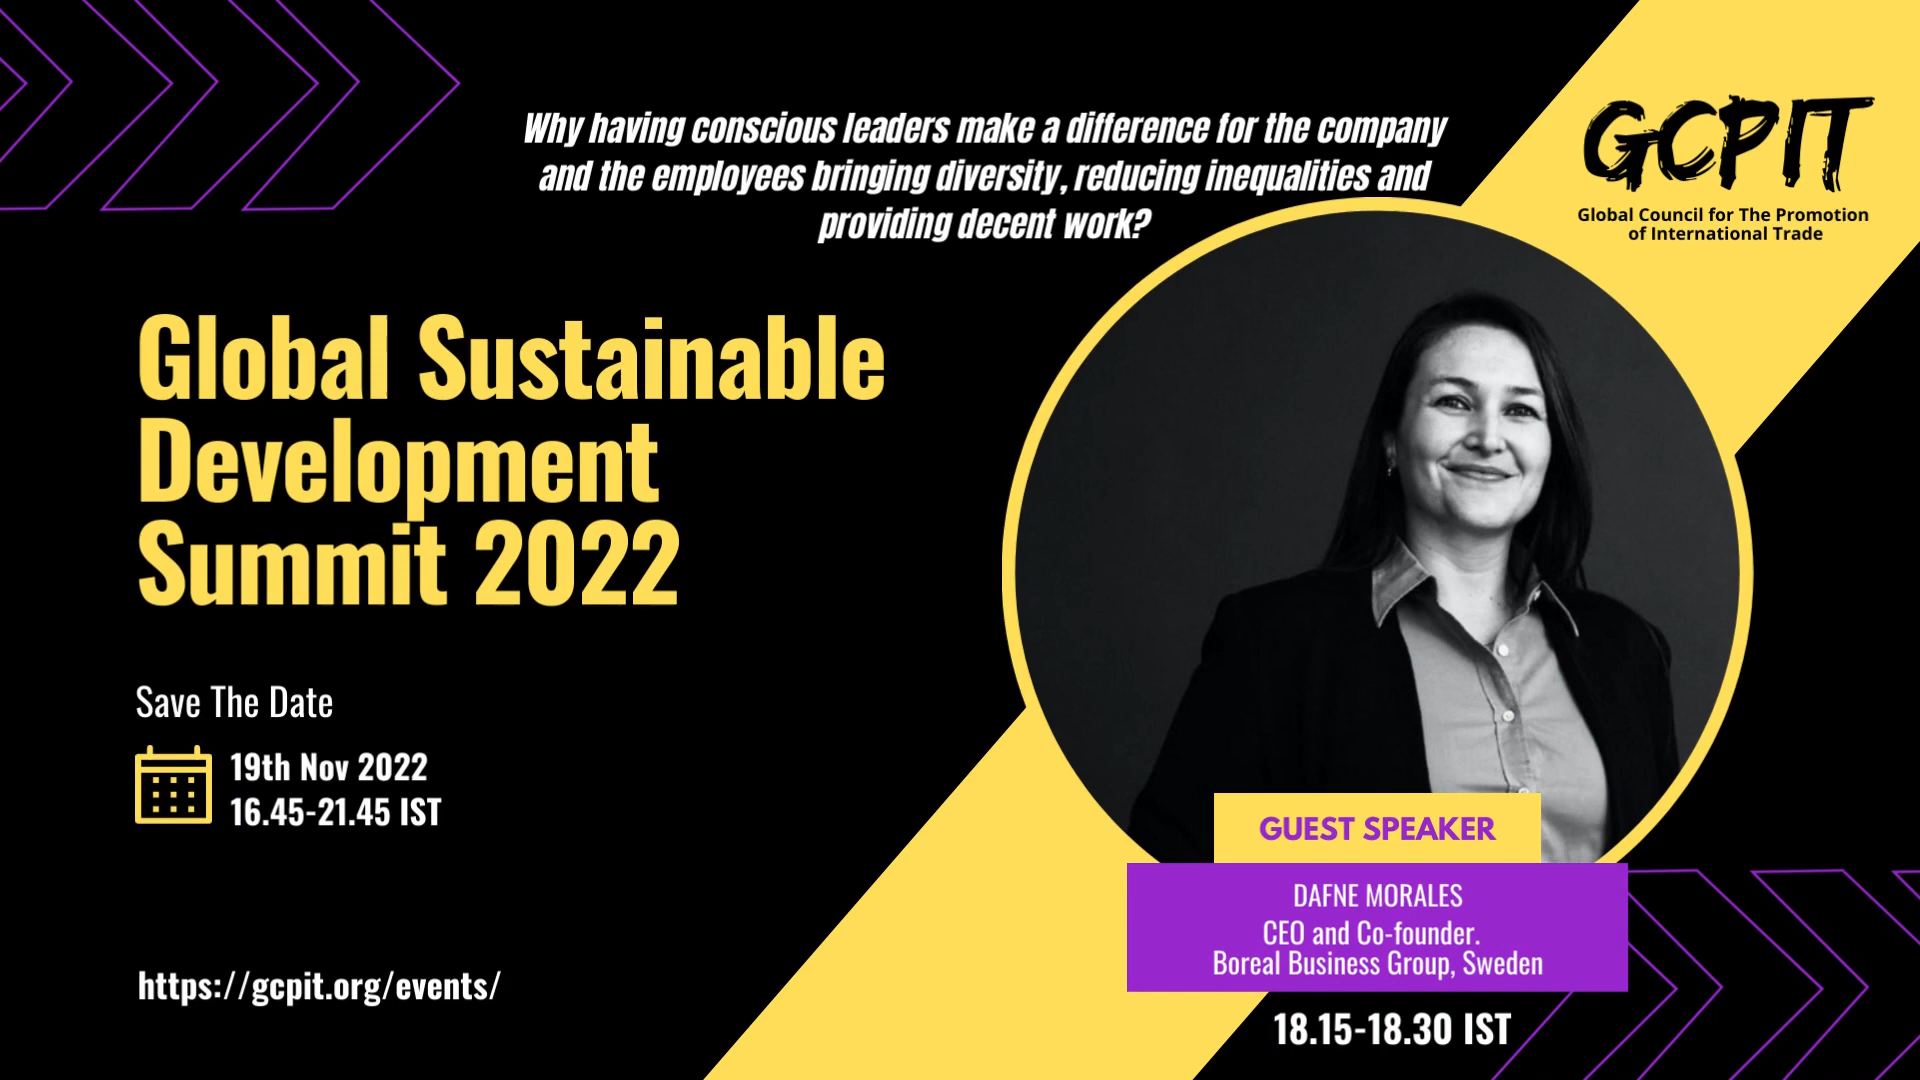 Why having conscious leaders make a difference for the company
and the employees bringing diversity, reducing inequalities and
providing decent work?
GCPIT
Global Council for The Promotion
of International Trade
Global Sustainable
Development
Summit 2022
Save The Date
19th Nov 2022
16.45-21.45 IST
https://gcpit.org/events/
GUEST SPEAKER
DAFNE MORALES
CEO and Co-founder.
Boreal Business Group, Sweden
18.15-18.30 IST